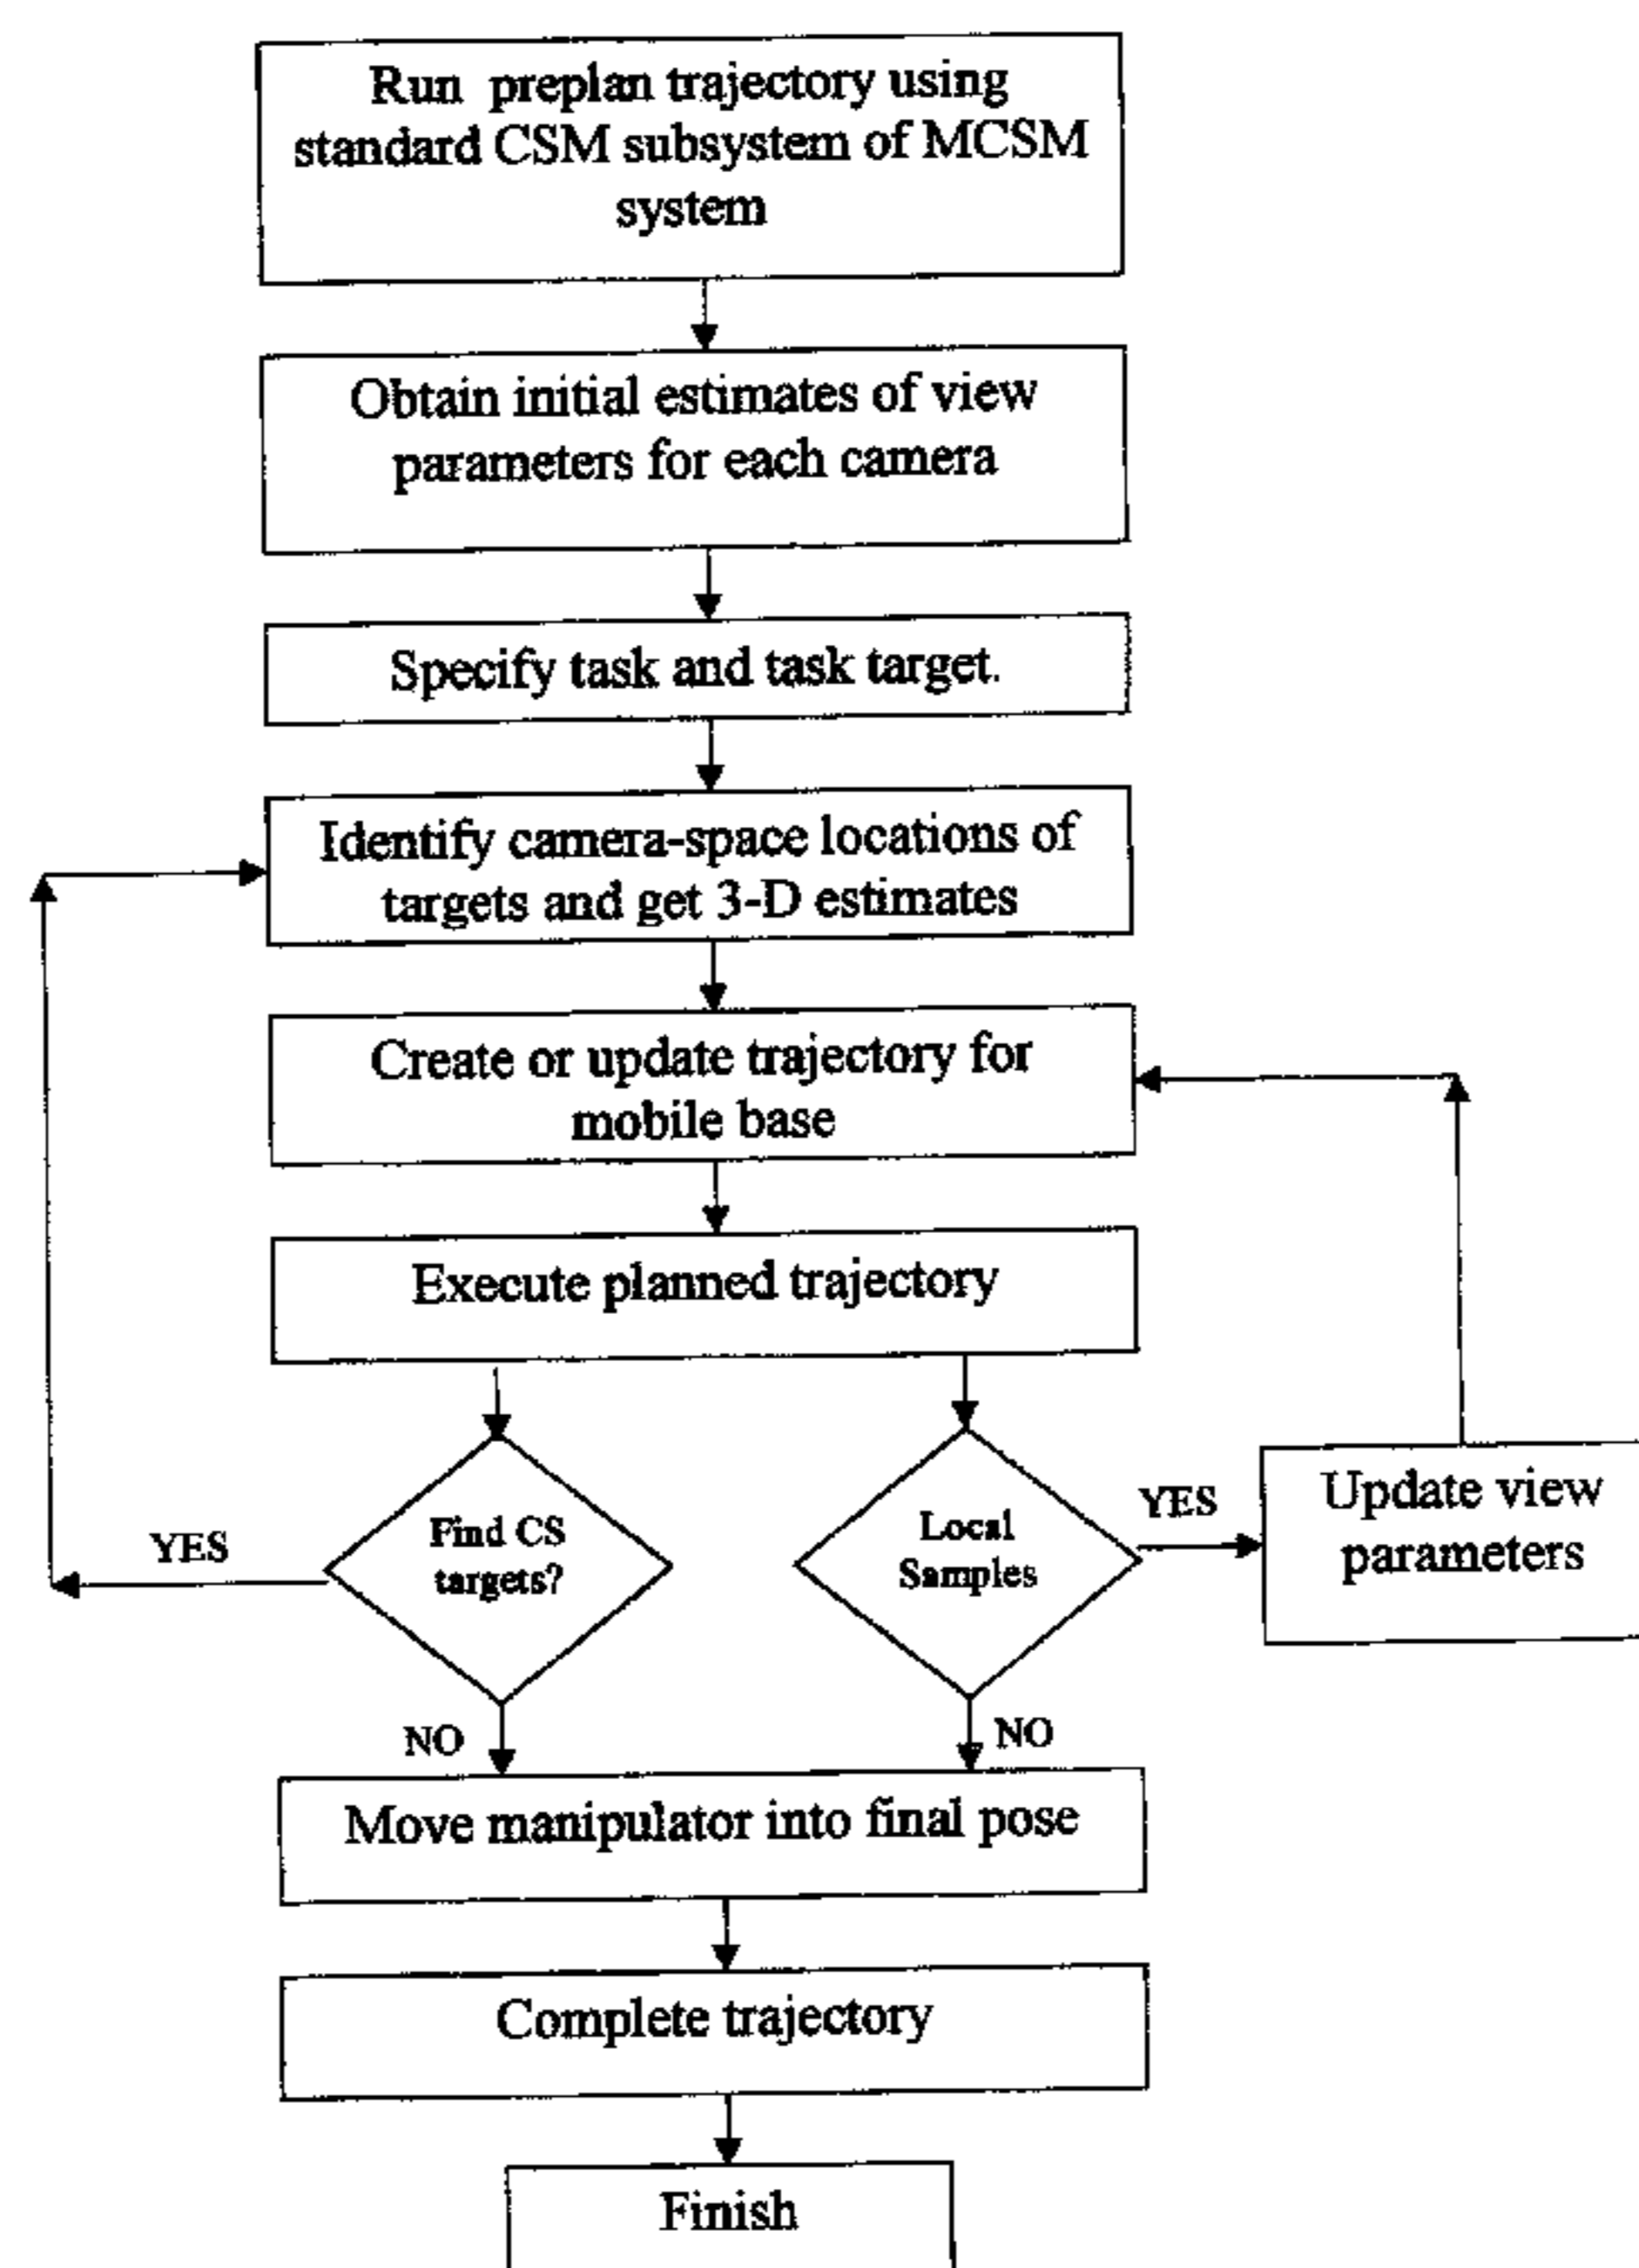 Run preplan trajectory using
standard CSM subsystem of MCSM
system
Obtain initial estimates of view
parameters for each camera
Specify task and task target.
Identify camera-space locations of
targets and get 3-D estimates
Create or update trajectory for
mobile base
Execute planned trajectory
Find CS
targets?
YES
NO
Local
Samples
YES
NO
Update view
parameters
Move manipulator into final pose
Complete trajectory
Finish